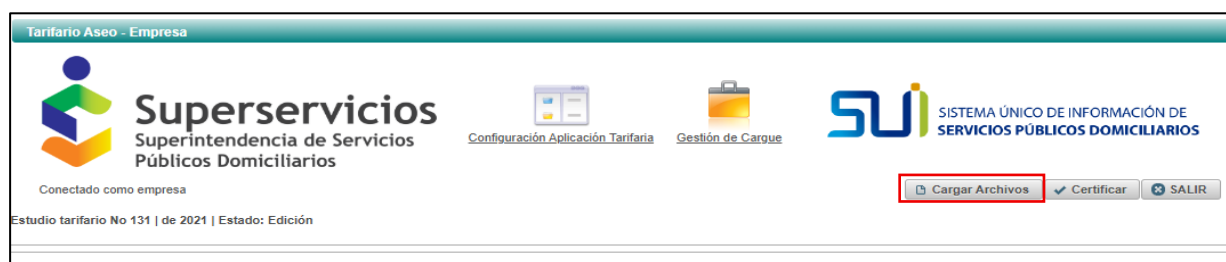 Tarifario Aseo - Empresa
Superservicios
Superintendencia de Servicios
Públicos Domiciliarios
Configuración Aplicación Tarifaria
Gestión de Cargue
sui
SISTEMA ÚNICO DE INFORMACIÓN DE
SERVICIOS PÚBLICOS DOMICILIARIOS
Conectado como empresa
Cargar Archivos
Certificar
SALIR
Estudio tarifario No 131 | de 2021 | Estado: Edición